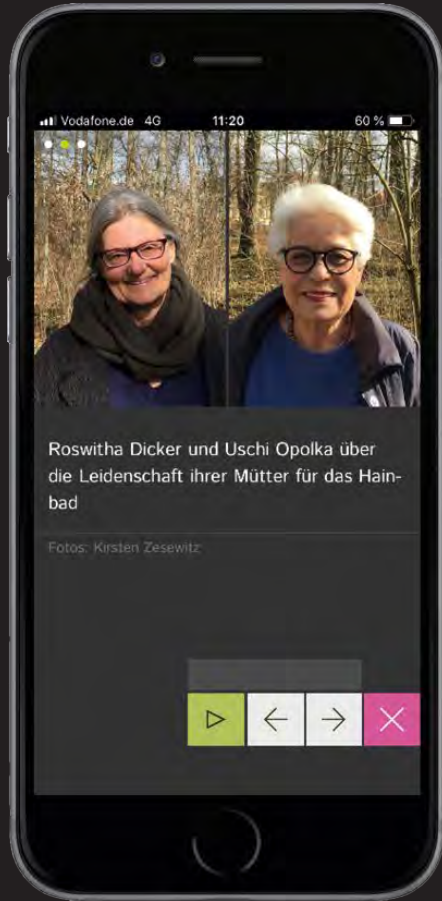 Vodafone.de 4G 11:20 60 %
Roswitha Dicker und Uschi Opolka über
die Leidenschaft ihrer Mütter für das Hain-
bad
Fotos: Kirsten Zesewitz